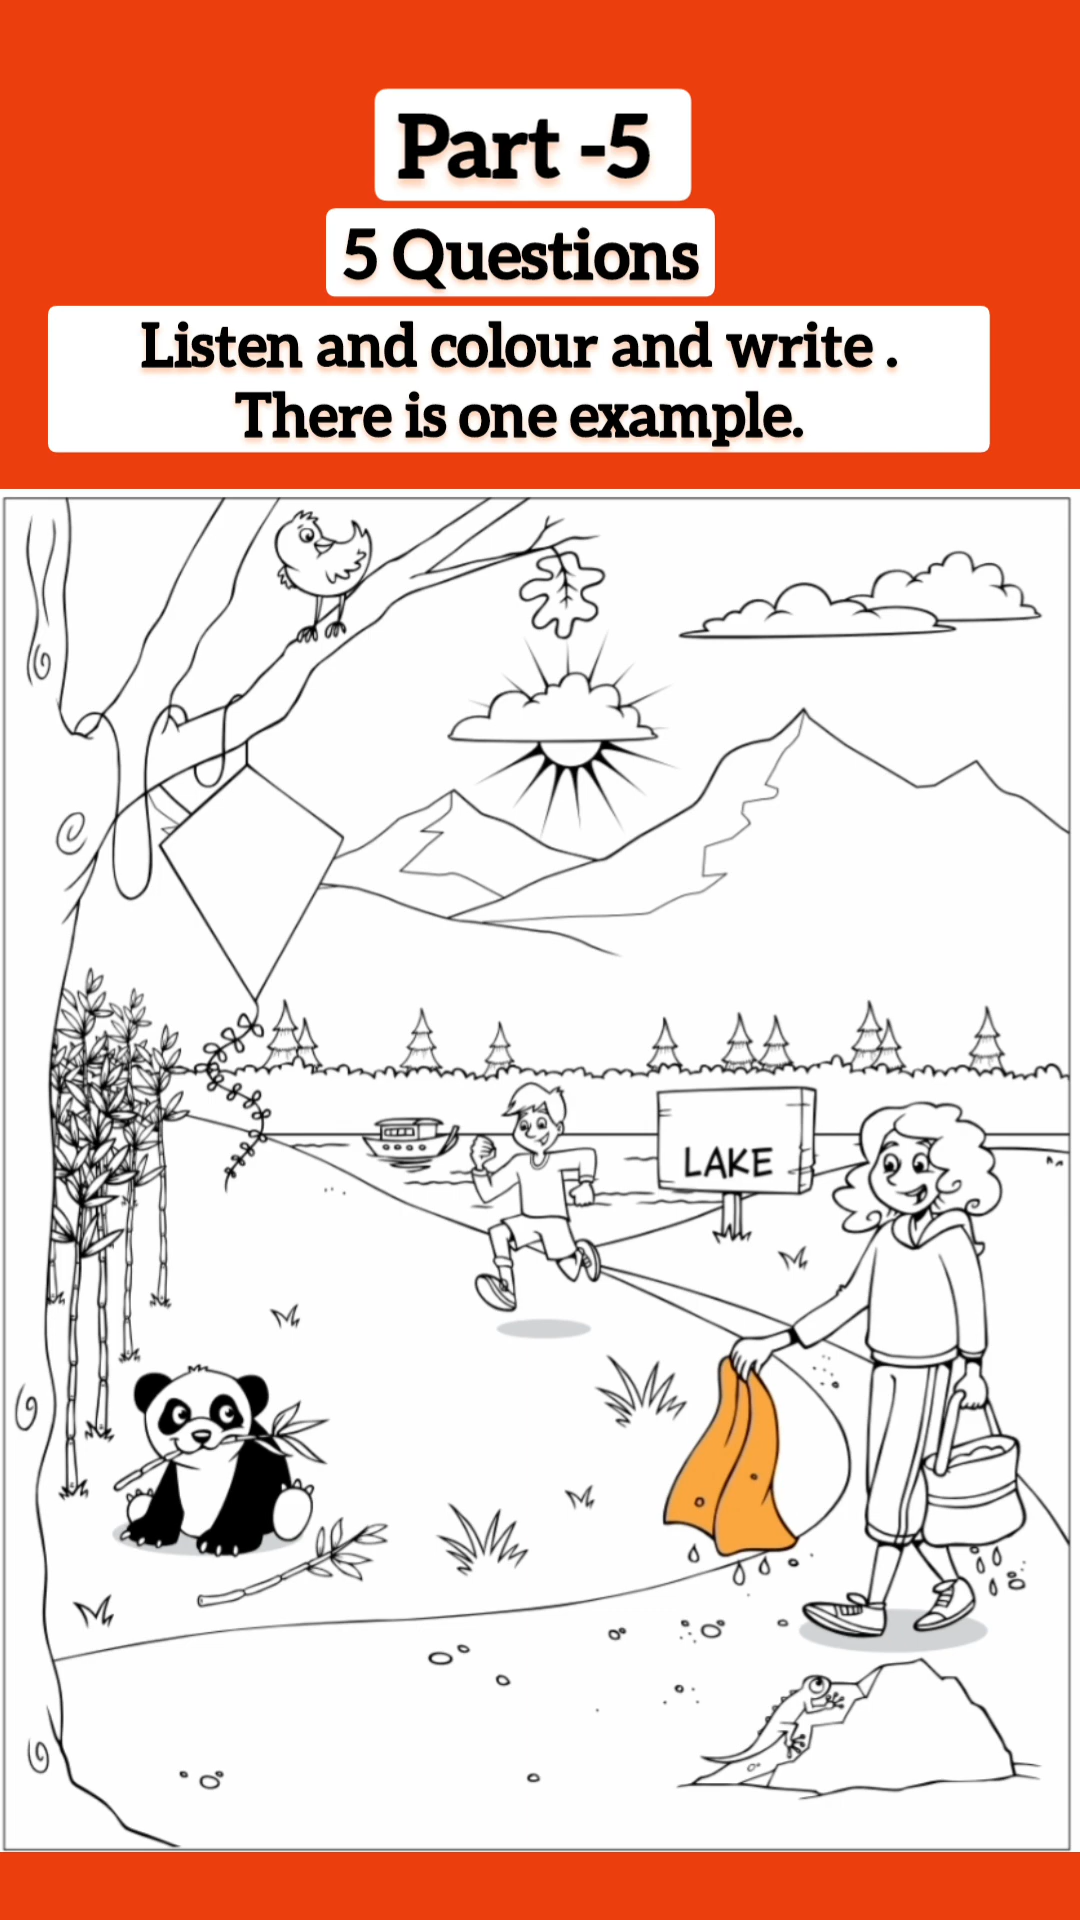 Part -5
5 Questions
Listen and colour and write .
There is one example.
LAKE